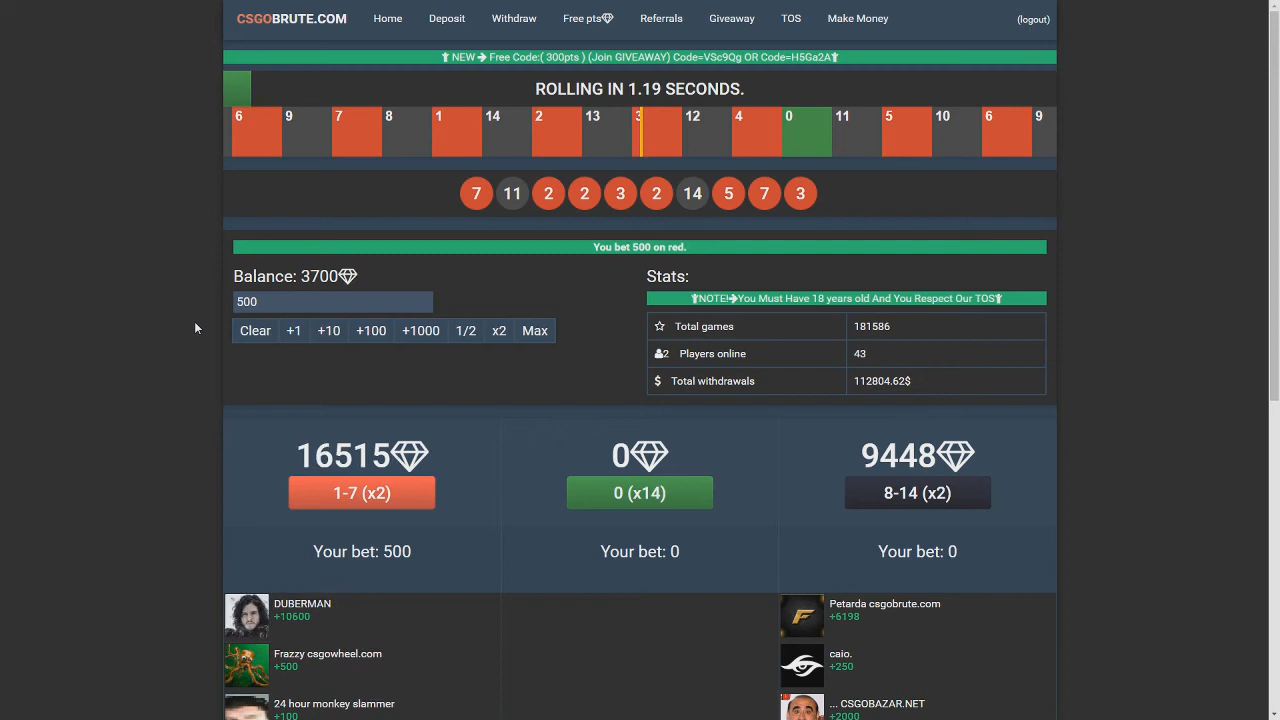 CSGOBRUTE.COM Home Deposit Withdraw Free pts Referrals Giveaway TOS Make Money (logout)
NEW Free Code:( 300pts ) (Join GIVEAWAY) Code=VSc9Qg OR Code=H5Ga2A
ROLLING IN 1.19 SECONDS.
6 9 7 8 1 14 2 13 3 12 4 0 11 5 10 6 9
7 11 2 2 3 2 14 5 7 3
You bet 500 on red.
Balance: 3700
500
Clear +1 +10 +100 +1000 1/2 x2 Max
Stats:
NOTE! You Must Have 18 years old And You Respect Our TOS
Total games 181586
2 Players online 43
$ Total withdrawals 112804.62$
16515 0 9448
1-7 (x2) 0 (x14) 8-14 (x2)
Your bet: 500 Your bet: 0 Your bet: 0
DUBERMAN
+10600
Frazzy csgowheel.com
+500
24 hour monkey slammer
+100
Petarda csgobrute.com
+6198
caio.
+250
... CSGOBAZAR.NET
+2000